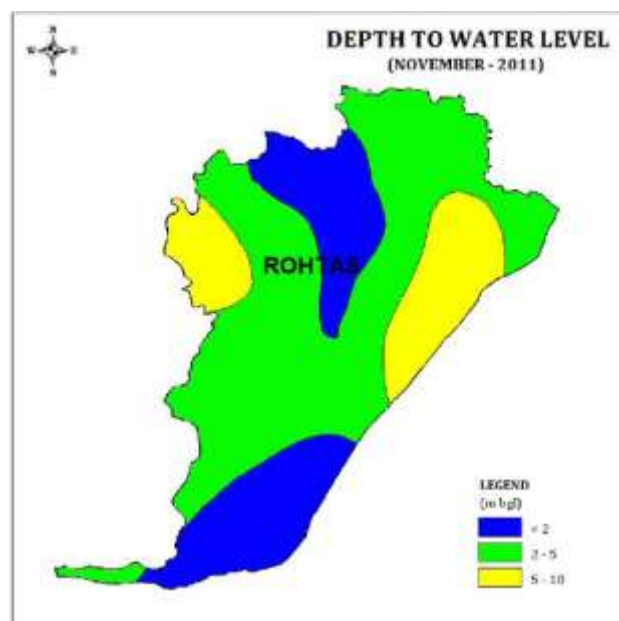 DEPTH TO WATER LEVEL
(NOVEMBER - 2011)
N
W E
S
ROHTAS
LEGEND
(m bgl)
< 2
2 - 5
5 - 10